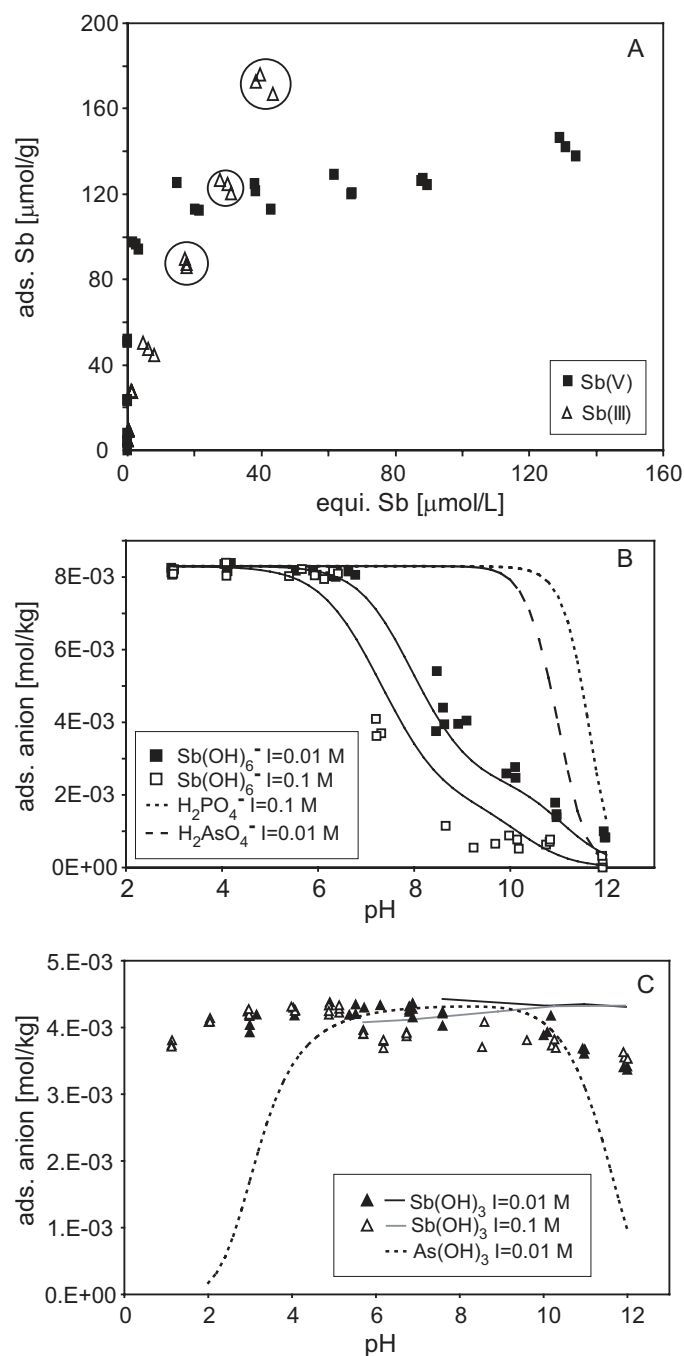 A
200
160
120
80
40
0
ads. Sb [μmol/g]
Sb(V)
Sb(III)
0 40 80 120 160
equi. Sb [μmol/L]
B
8E-03
6E-03
4E-03
2E-03
0E+00
ads. anion [mol/kg]
Sb(OH)₆⁻ I=0.01 M
Sb(OH)₆⁻ I=0.1 M
H₂PO₄⁻ I=0.1 M
H₂AsO₄⁻ I=0.01 M
2 4 6 8 10 12
pH
C
5.E-03
4.E-03
3.E-03
2.E-03
1.E-03
0.E+00
ads. anion [mol/kg]
Sb(OH)₃ I=0.01 M
Sb(OH)₃ I=0.1 M
As(OH)₃ I=0.01 M
0 2 4 6 8 10 12
pH